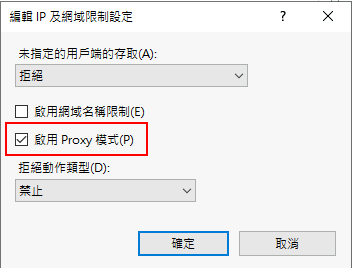 編輯 IP 及網域限制設定
?
×
未指定的用戶端的存取(A):
拒絕
啟用網域名稱限制(E)
啟用 Proxy 模式(P)
拒絕動作類型(D):
禁止
確定
取消